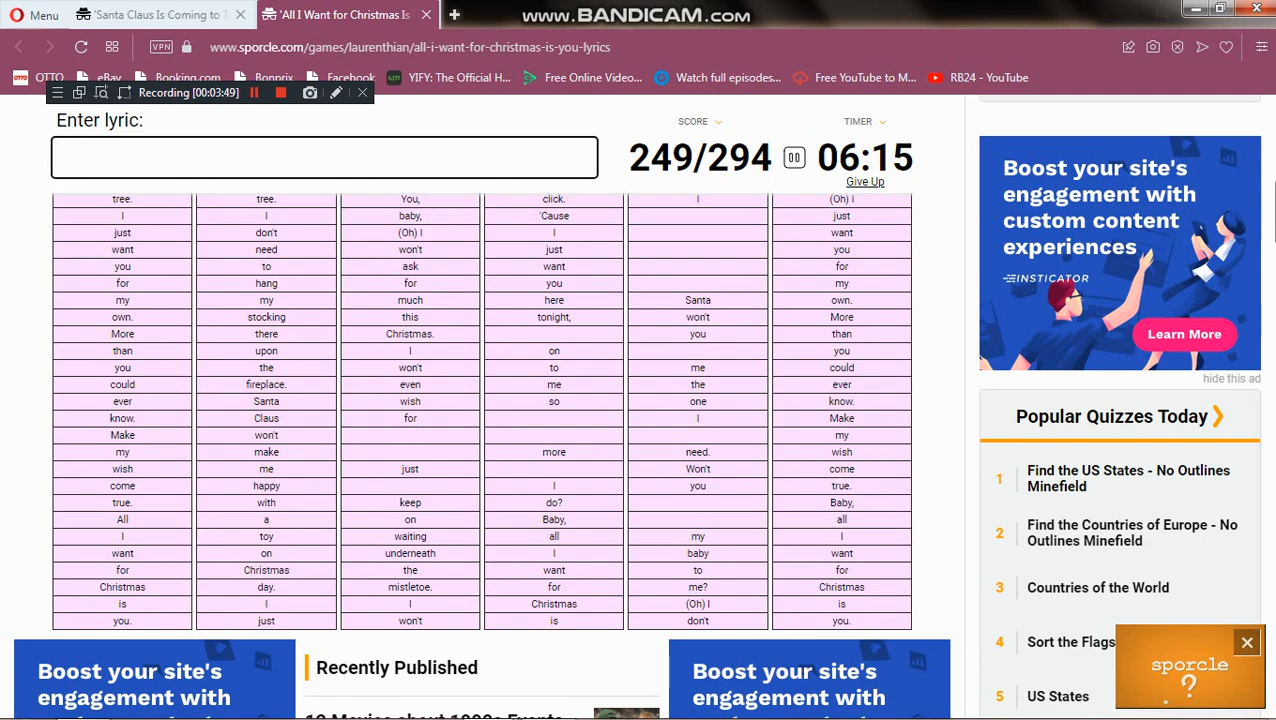 Menu
'Santa Claus Is Coming to T
'All I Want for Christmas Is
www.BANDICAM.com
VPN
www.sporcle.com/games/laurenthian/all-i-want-for-christmas-is-you-lyrics
OTTO eBay Booking.com Bonprix Facebook YIFY: The Official H... Free Online Video... Watch full episodes... Free YouTube to M... RB24 - YouTube
Recording [00:03:49]
Enter lyric:
SCORE TIMER
249/294 06:15
Give Up
tree. tree. You, click. I (Oh) I
I I baby, 'Cause just
just don't (Oh) I I want
want need won't just you
you to ask want for
for hang for you my
my my much here Santa own.
own. stocking this tonight, won't More
More there Christmas. you than
than upon I on you
you the won't to me could
could fireplace. even me the ever
ever Santa wish so one know.
know. Claus for I Make
Make won't my
my make more need. wish
wish me just Won't come
come happy I you true.
true. with keep do? Baby,
All a on Baby, all
I toy waiting all my I
want on underneath I baby want
for Christmas the want to for
Christmas day. mistletoe. for me? Christmas
is I I Christmas (Oh) I is
you. just won't is don't you.
Boost your site's
engagement with
custom content
experiences
INSTICATOR
Learn More
hide this ad
Popular Quizzes Today
1 Find the US States - No Outlines
Minefield
2 Find the Countries of Europe - No
Outlines Minefield
3 Countries of the World
4 Sort the Flags
5 US States
sporcle
?
Boost your site's
engagement with
Recently Published
Boost your site's
engagement with